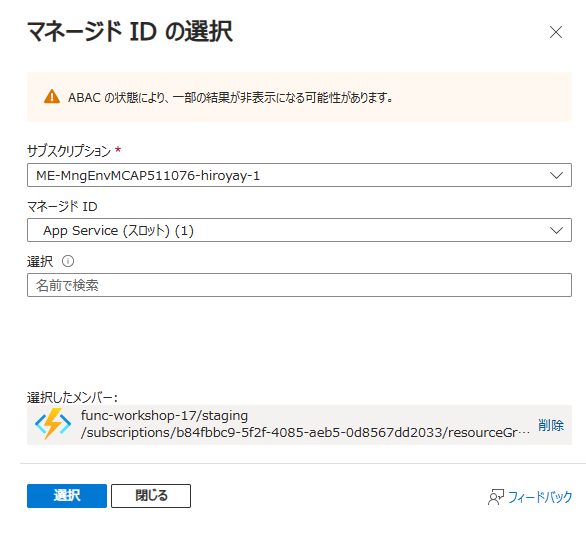 マネージド ID の選択
ABAC の状態により、一部の結果が非表示になる可能性があります。
サブスクリプション *
ME-MngEnvMCAP511076-hiroyay-1
マネージド ID
App Service (スロット) (1)
選択
名前で検索
選択したメンバー:
func-workshop-17/staging
/subscriptions/b84fbbc9-5f2f-4085-aeb5-0d8567dd2033/resourceGr… 削除
選択 閉じる フィードバック